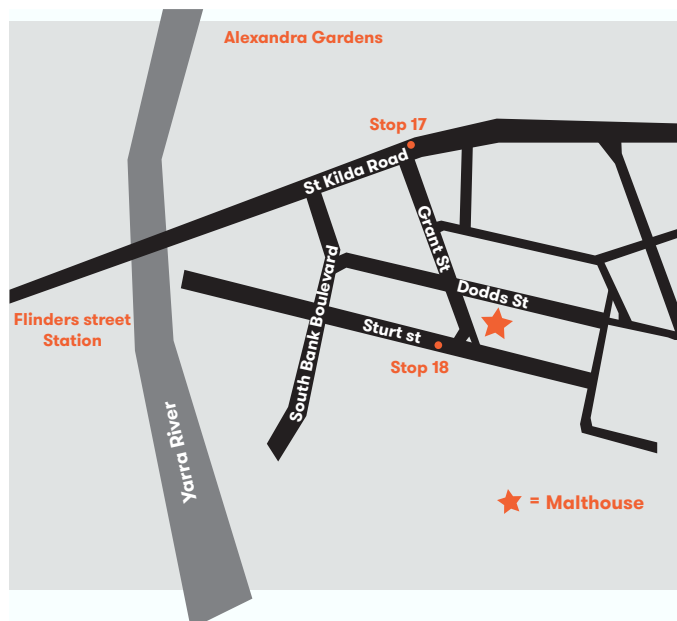 Alexandra Gardens
Stop 17
St Kilda Road
Grant St
South Bank Boulevard
Dodds St
Flinders street
Station
Sturt st
Stop 18
Yarra River
= Malthouse